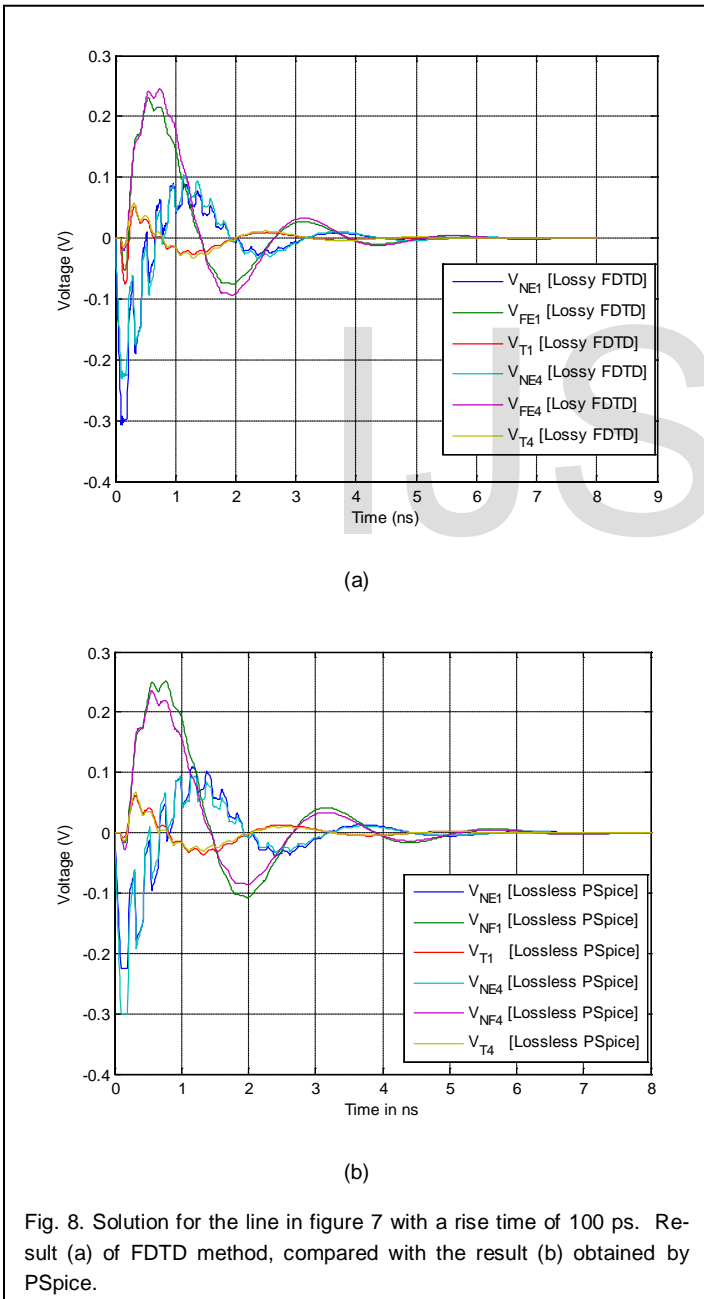 0.3
0.2
0.1
0
-0.1
-0.2
-0.3
-0.4
Voltage (V)
V_NE1 [Lossy FDTD]
V_FE1 [Lossy FDTD]
V_T1 [Lossy FDTD]
V_NE4 [Lossy FDTD]
V_FE4 [Losy FDTD]
V_T4 [Lossy FDTD]
IJS
0 1 2 3 4 5 6 7 8 9
Time (ns)
(a)
0.3
0.2
0.1
0
-0.1
-0.2
-0.3
-0.4
Voltage (V)
V_NE1 [Lossless PSpice]
V_NF1 [Lossless PSpice]
V_T1 [Lossless PSpice]
V_NE4 [Lossless PSpice]
V_NF4 [Lossless PSpice]
V_T4 [Lossless PSpice]
0 1 2 3 4 5 6 7 8
Time in ns
(b)
Fig. 8. Solution for the line in figure 7 with a rise time of 100 ps. Re-
sult (a) of FDTD method, compared with the result (b) obtained by
PSpice.